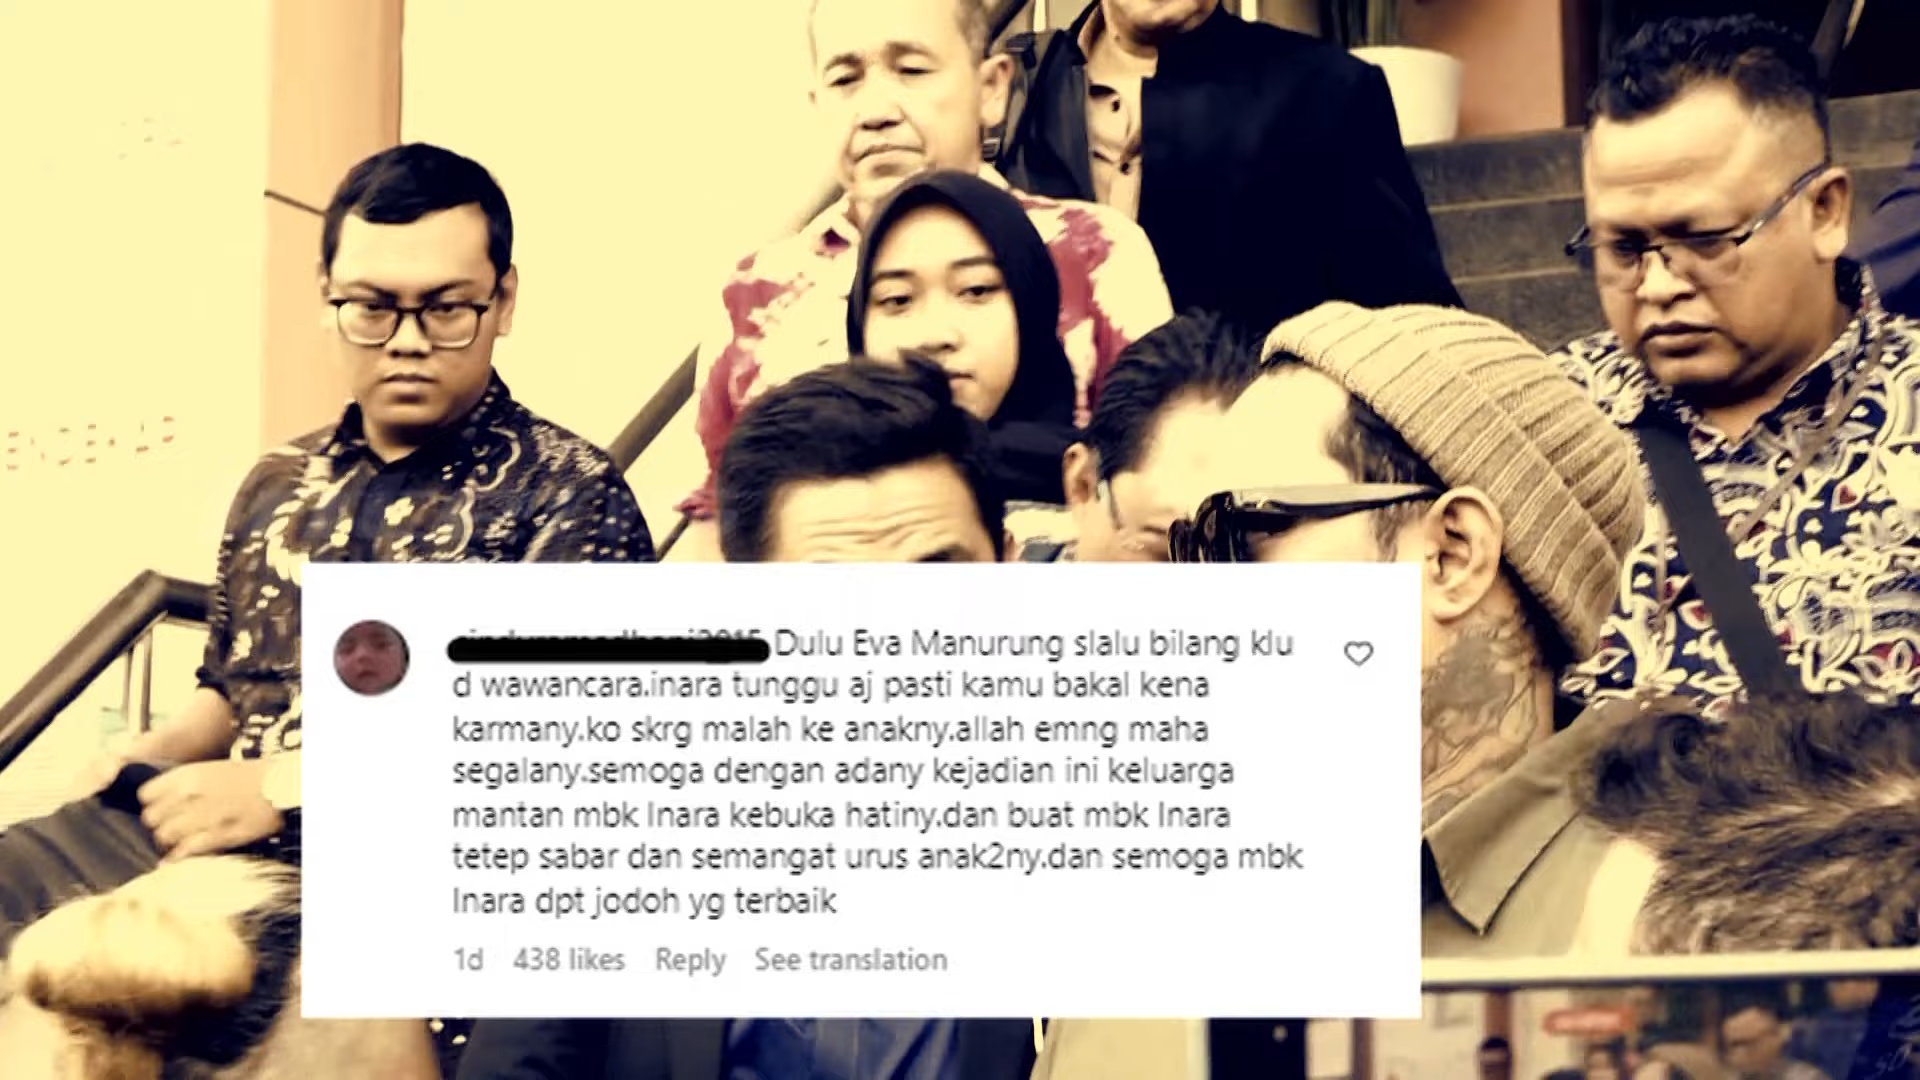 Dulu Eva Manurung slalu bilang klu
d wawancara.inara tunggu aj pasti kamu bakal kena
karmany.ko skrg malah ke anakny.allah emng maha
segalany.semoga dengan adany kejadian ini keluarga
mantan mbk Inara kebuka hatiny.dan buat mbk Inara
tetep sabar dan semangat urus anak2ny.dan semoga mbk
Inara dpt jodoh yg terbaik
1d 438 likes Reply See translation